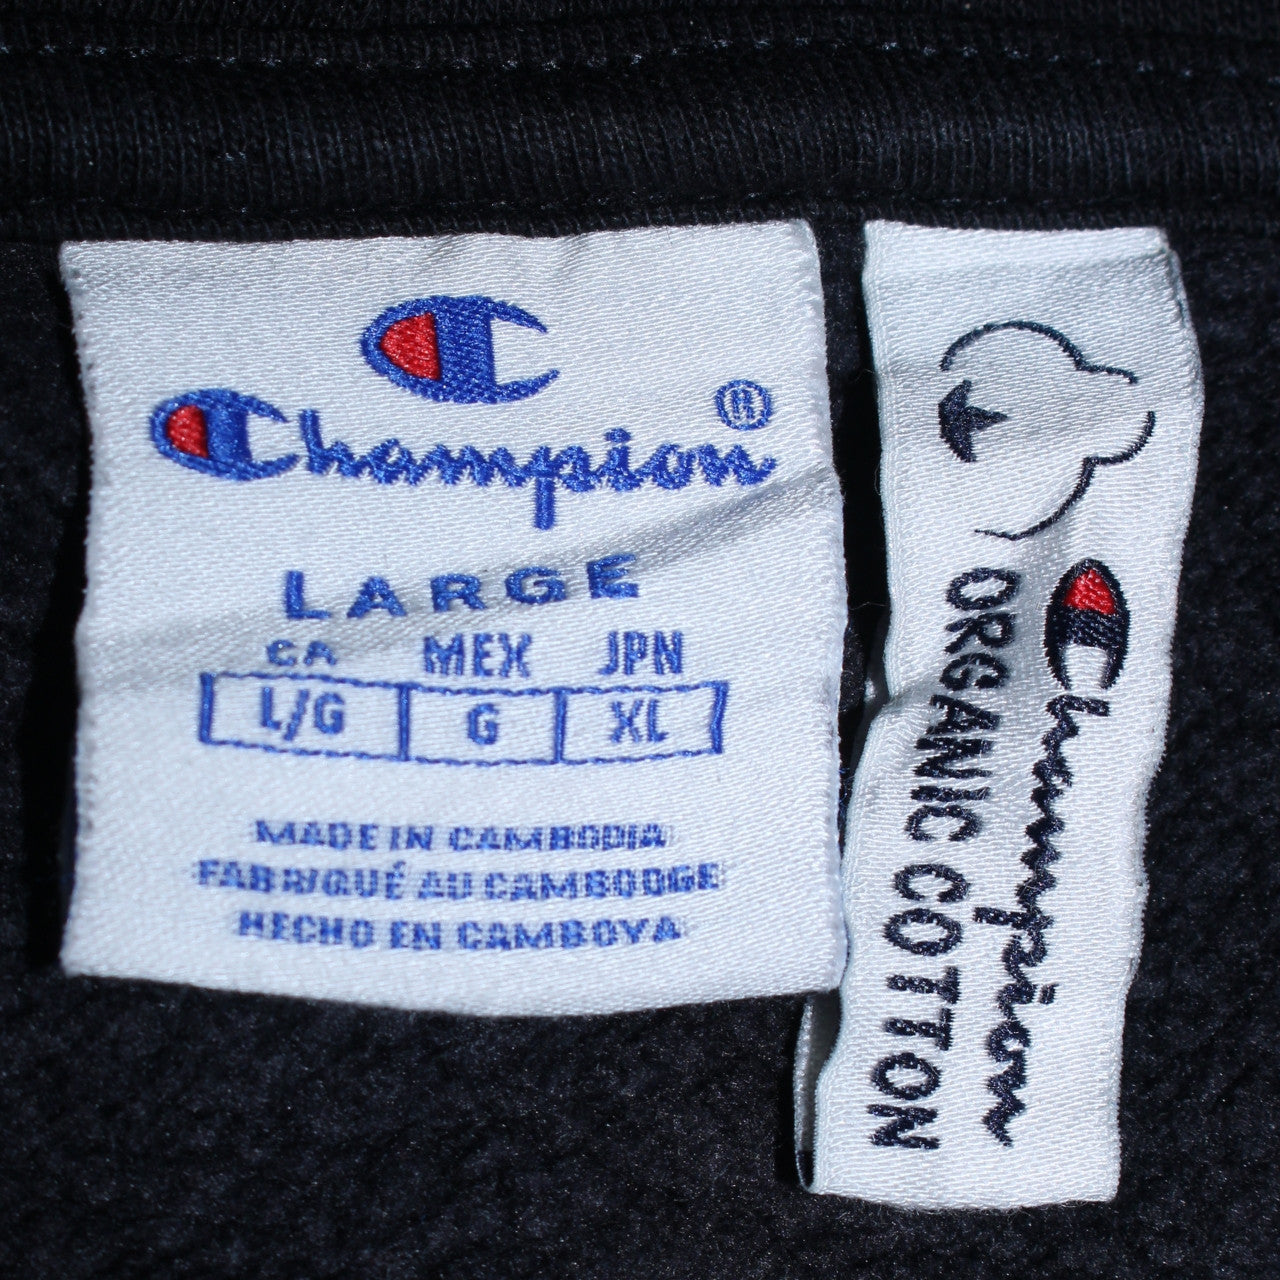 Champion®
LARGE
CA MEX JPN
L/G G XL
MADE IN CAMBODIA
FABRIQUÉ AU CAMBODGE
HECHO EN CAMBOYA
Champion
ORGANIC COTTON